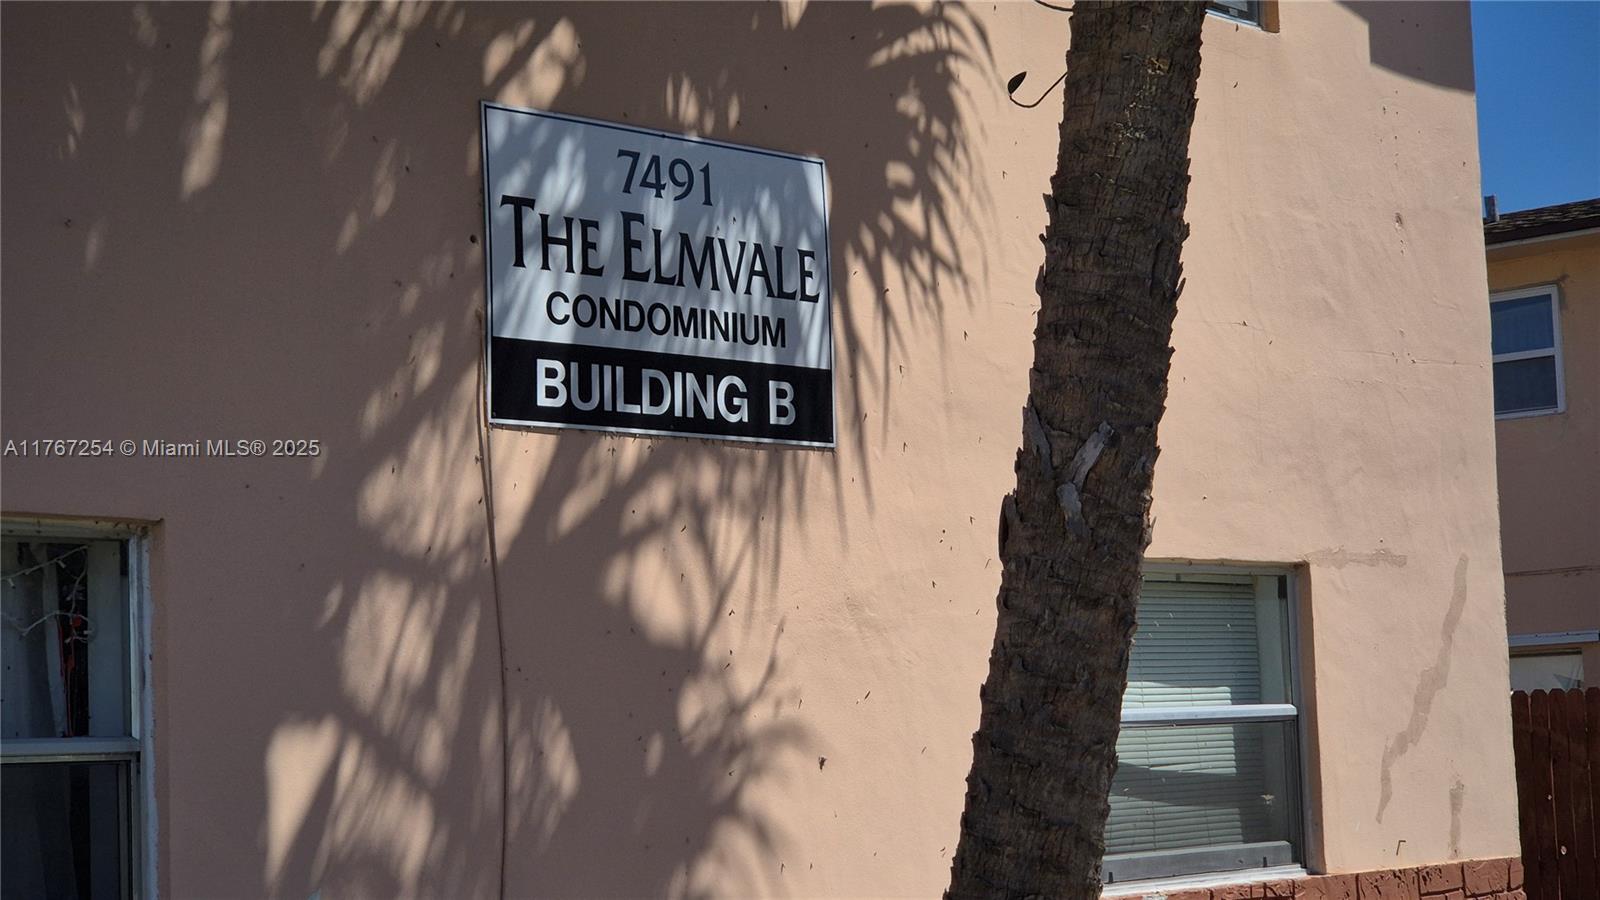 7491
THE ELMVALE
CONDOMINIUM
BUILDING B
A11767254 © Miami MLS® 2025